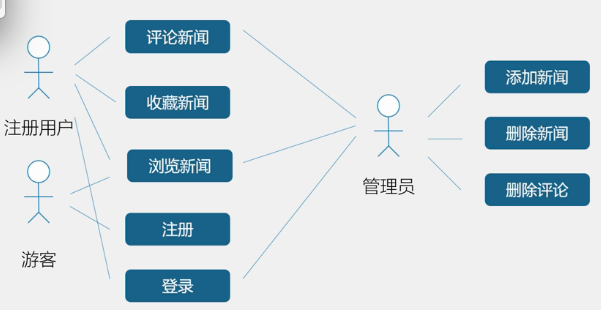 评论新闻
收藏新闻
注册用户
浏览新闻
注册
游客
登录
管理员
添加新闻
删除新闻
删除评论